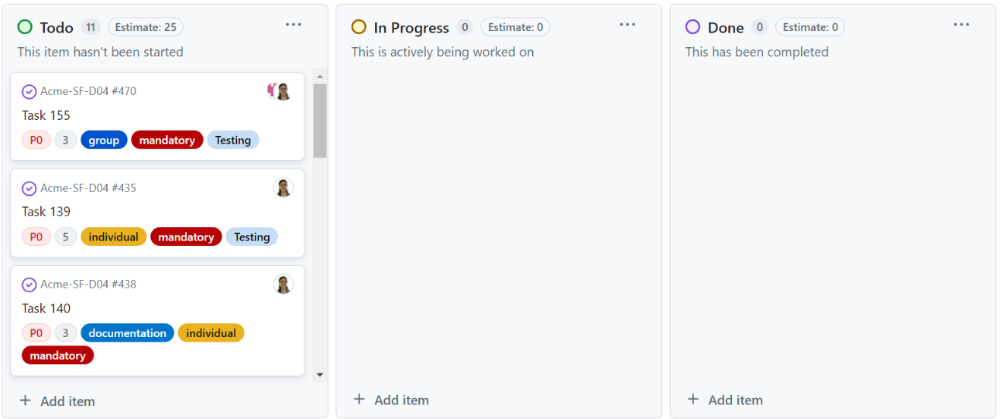 Todo 11 Estimate: 25
This item hasn't been started
Acme-SF-D04 #470
Task 155
P0 3 group mandatory Testing
Acme-SF-D04 #435
Task 139
P0 5 individual mandatory Testing
Acme-SF-D04 #438
Task 140
P0 3 documentation individual
mandatory
+ Add item
In Progress 0 Estimate: 0
This is actively being worked on
+ Add item
Done 0 Estimate: 0
This has been completed
+ Add item